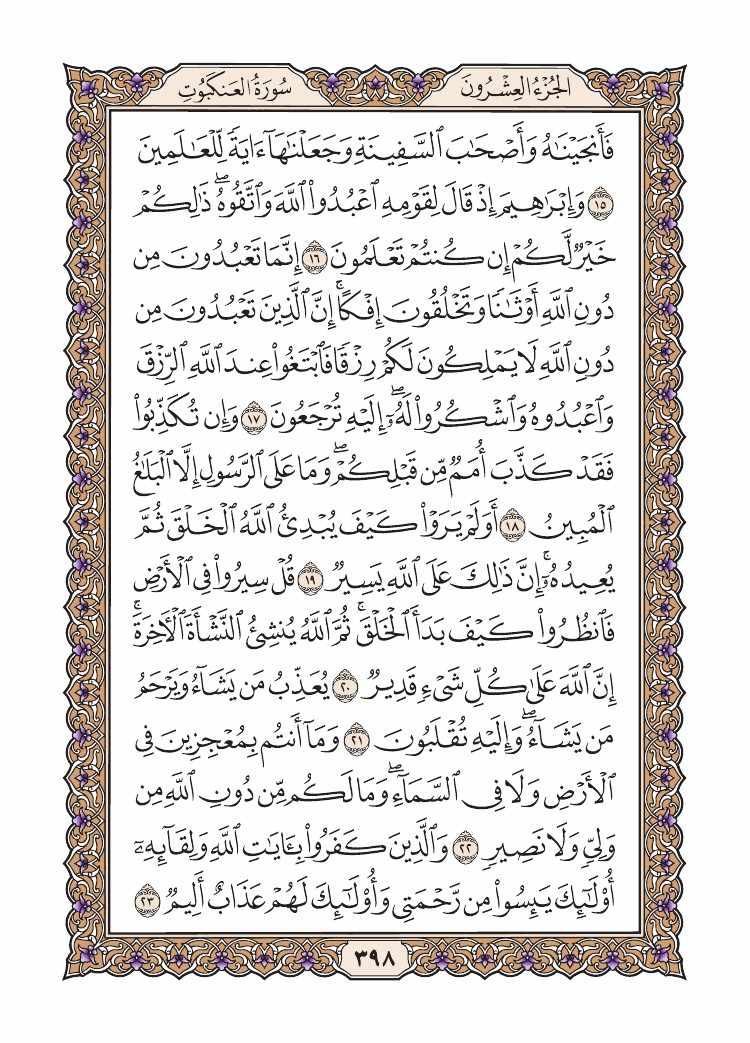 الجُزْءُ العِشْرُونَ
سُورَةُ العَنكَبُوتِ
فَأَنجَيْنَٰهُ وَأَصْحَٰبَ ٱلسَّفِينَةِ وَجَعَلْنَٰهَآ ءَايَةً لِّلْعَٰلَمِينَ
۝١٥ وَإِبْرَٰهِيمَ إِذْ قَالَ لِقَوْمِهِ ٱعْبُدُوا۟ ٱللَّهَ وَٱتَّقُوهُۖ ذَٰلِكُمْ
خَيْرٌ لَّكُمْ إِن كُنتُمْ تَعْلَمُونَ ۝١٦ إِنَّمَا تَعْبُدُونَ مِن
دُونِ ٱللَّهِ أَوْثَٰنًا وَتَخْلُقُونَ إِفْكًاۚ إِنَّ ٱلَّذِينَ تَعْبُدُونَ مِن
دُونِ ٱللَّهِ لَا يَمْلِكُونَ لَكُمْ رِزْقًا فَٱبْتَغُوا۟ عِندَ ٱللَّهِ ٱلرِّزْقَ
وَٱعْبُدُوهُ وَٱشْكُرُوا۟ لَهُۥٓۖ إِلَيْهِ تُرْجَعُونَ ۝١٧ وَإِن تُكَذِّبُوا۟
فَقَدْ كَذَّبَ أُمَمٌ مِّن قَبْلِكُمْۖ وَمَا عَلَى ٱلرَّسُولِ إِلَّا ٱلْبَلَٰغُ
ٱلْمُبِينُ ۝١٨ أَوَلَمْ يَرَوْا۟ كَيْفَ يُبْدِئُ ٱللَّهُ ٱلْخَلْقَ ثُمَّ
يُعِيدُهُۥٓۚ إِنَّ ذَٰلِكَ عَلَى ٱللَّهِ يَسِيرٌ ۝١٩ قُلْ سِيرُوا۟ فِى ٱلْأَرْضِ
فَٱنظُرُوا۟ كَيْفَ بَدَأَ ٱلْخَلْقَۚ ثُمَّ ٱللَّهُ يُنشِئُ ٱلنَّشْأَةَ ٱلْءَاخِرَةَۚ
إِنَّ ٱللَّهَ عَلَىٰ كُلِّ شَىْءٍ قَدِيرٌ ۝٢٠ يُعَذِّبُ مَن يَشَآءُ وَيَرْحَمُ
مَن يَشَآءُۖ وَإِلَيْهِ تُقْلَبُونَ ۝٢١ وَمَآ أَنتُم بِمُعْجِزِينَ فِى
ٱلْأَرْضِ وَلَا فِى ٱلسَّمَآءِۖ وَمَا لَكُم مِّن دُونِ ٱللَّهِ مِن
وَلِىٍّ وَلَا نَصِيرٍ ۝٢٢ وَٱلَّذِينَ كَفَرُوا۟ بِـَٔايَٰتِ ٱللَّهِ وَلِقَآئِهِۦٓ
أُو۟لَٰٓئِكَ يَئِسُوا۟ مِن رَّحْمَتِى وَأُو۟لَٰٓئِكَ لَهُمْ عَذَابٌ أَلِيمٌ ۝٢٣
٣٩٨